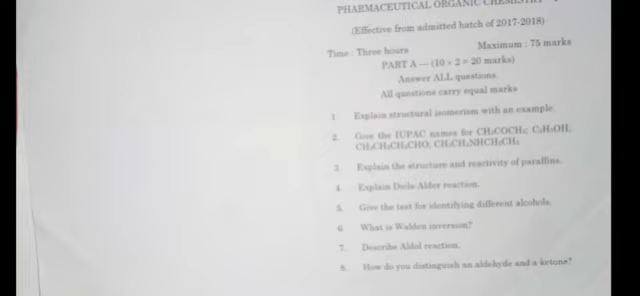 PHARMACEUTICAL ORGANIC CHEMISTRY
(Effective from admitted batch of 2017-2018)
Time : Three hours Maximum : 75 marks
PART A — (10 × 2 = 20 marks)
Answer ALL questions.
All questions carry equal marks
1. Explain structural isomerism with an example.
2. Give the IUPAC names for CH₃COCH₃; C₂H₅OH;
CH₃CH₂CH₂CHO; CH₃CH₂NHCH₂CH₃
3. Explain the structure and reactivity of paraffins.
4. Explain Diels-Alder reaction.
5. Give the test for identifying different alcohols.
6. What is Walden inversion?
7. Describe Aldol reaction.
8. How do you distinguish an aldehyde and a ketone?